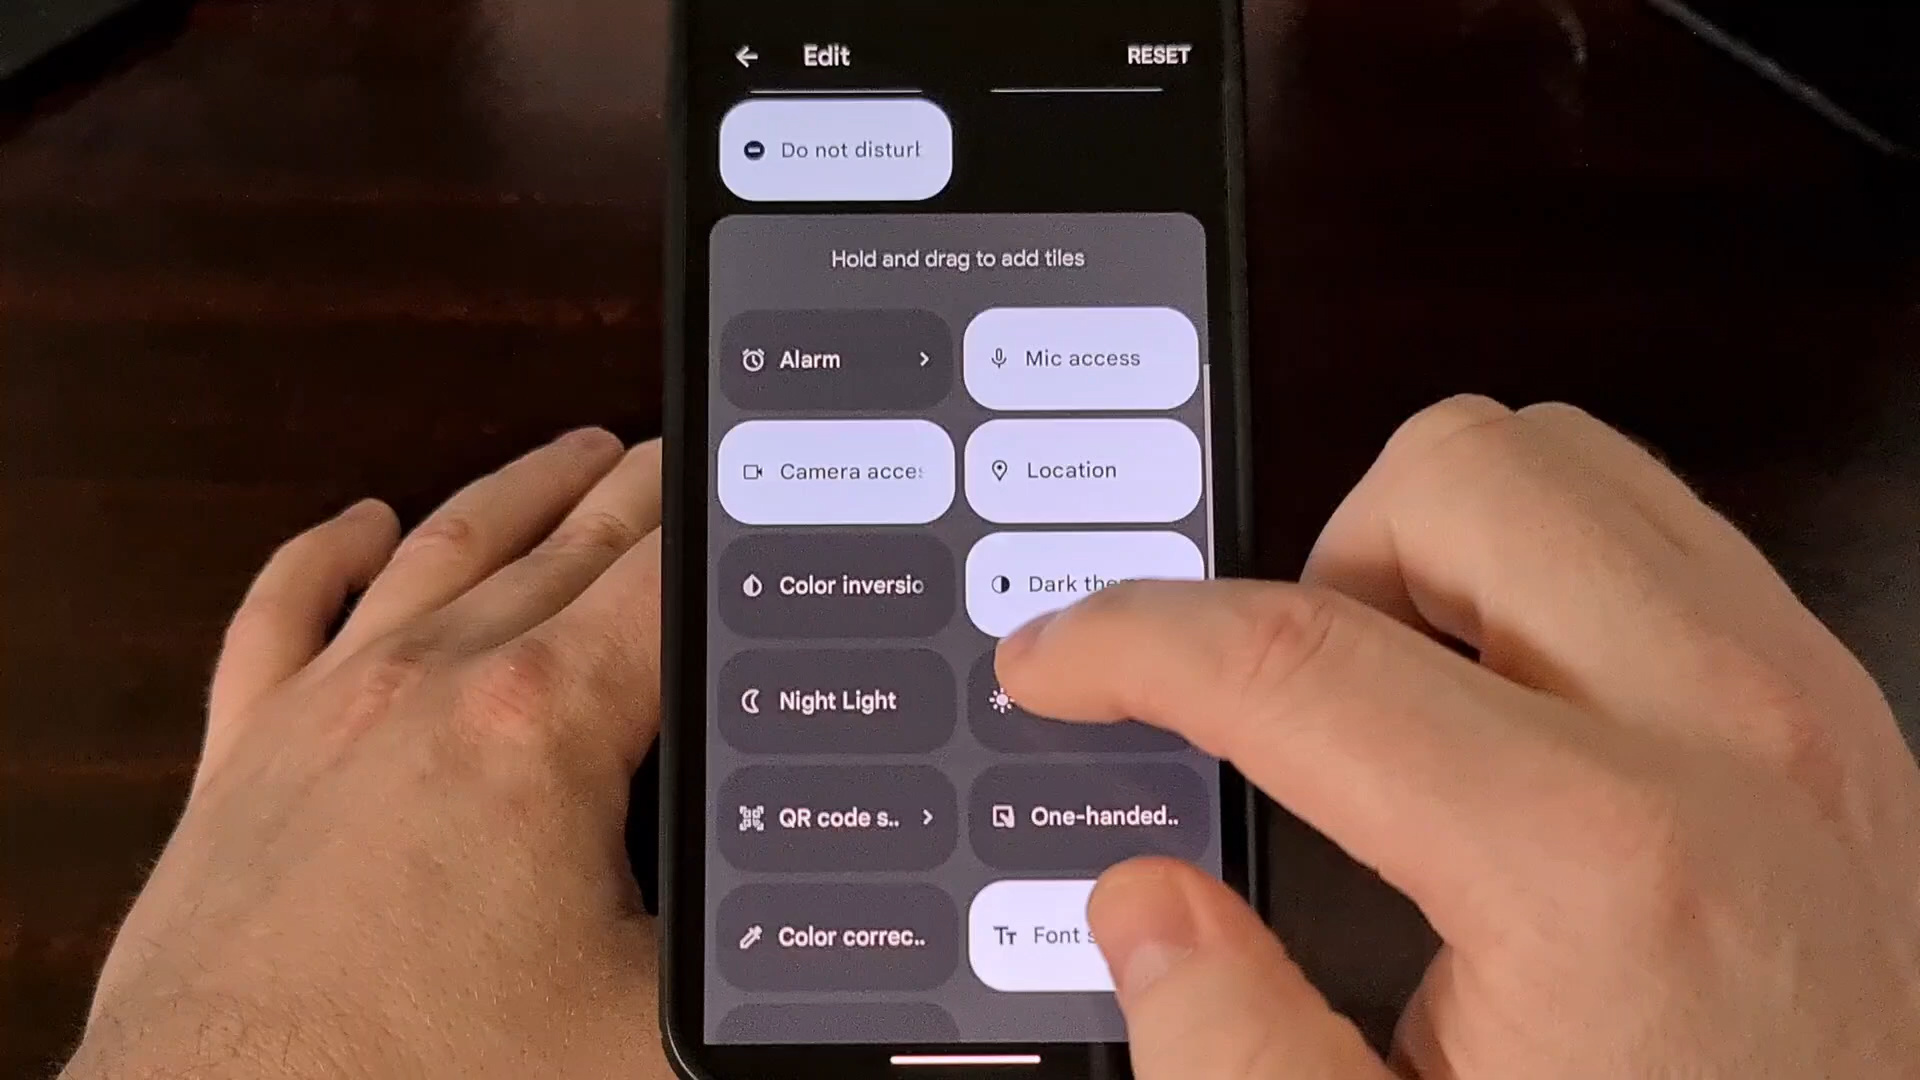 Edit
RESET
Do not disturb
Hold and drag to add tiles
Alarm
Mic access
Camera acces
Location
Color inversio
Dark the
Night Light
QR code s..
One-handed..
Color correc..
Font s